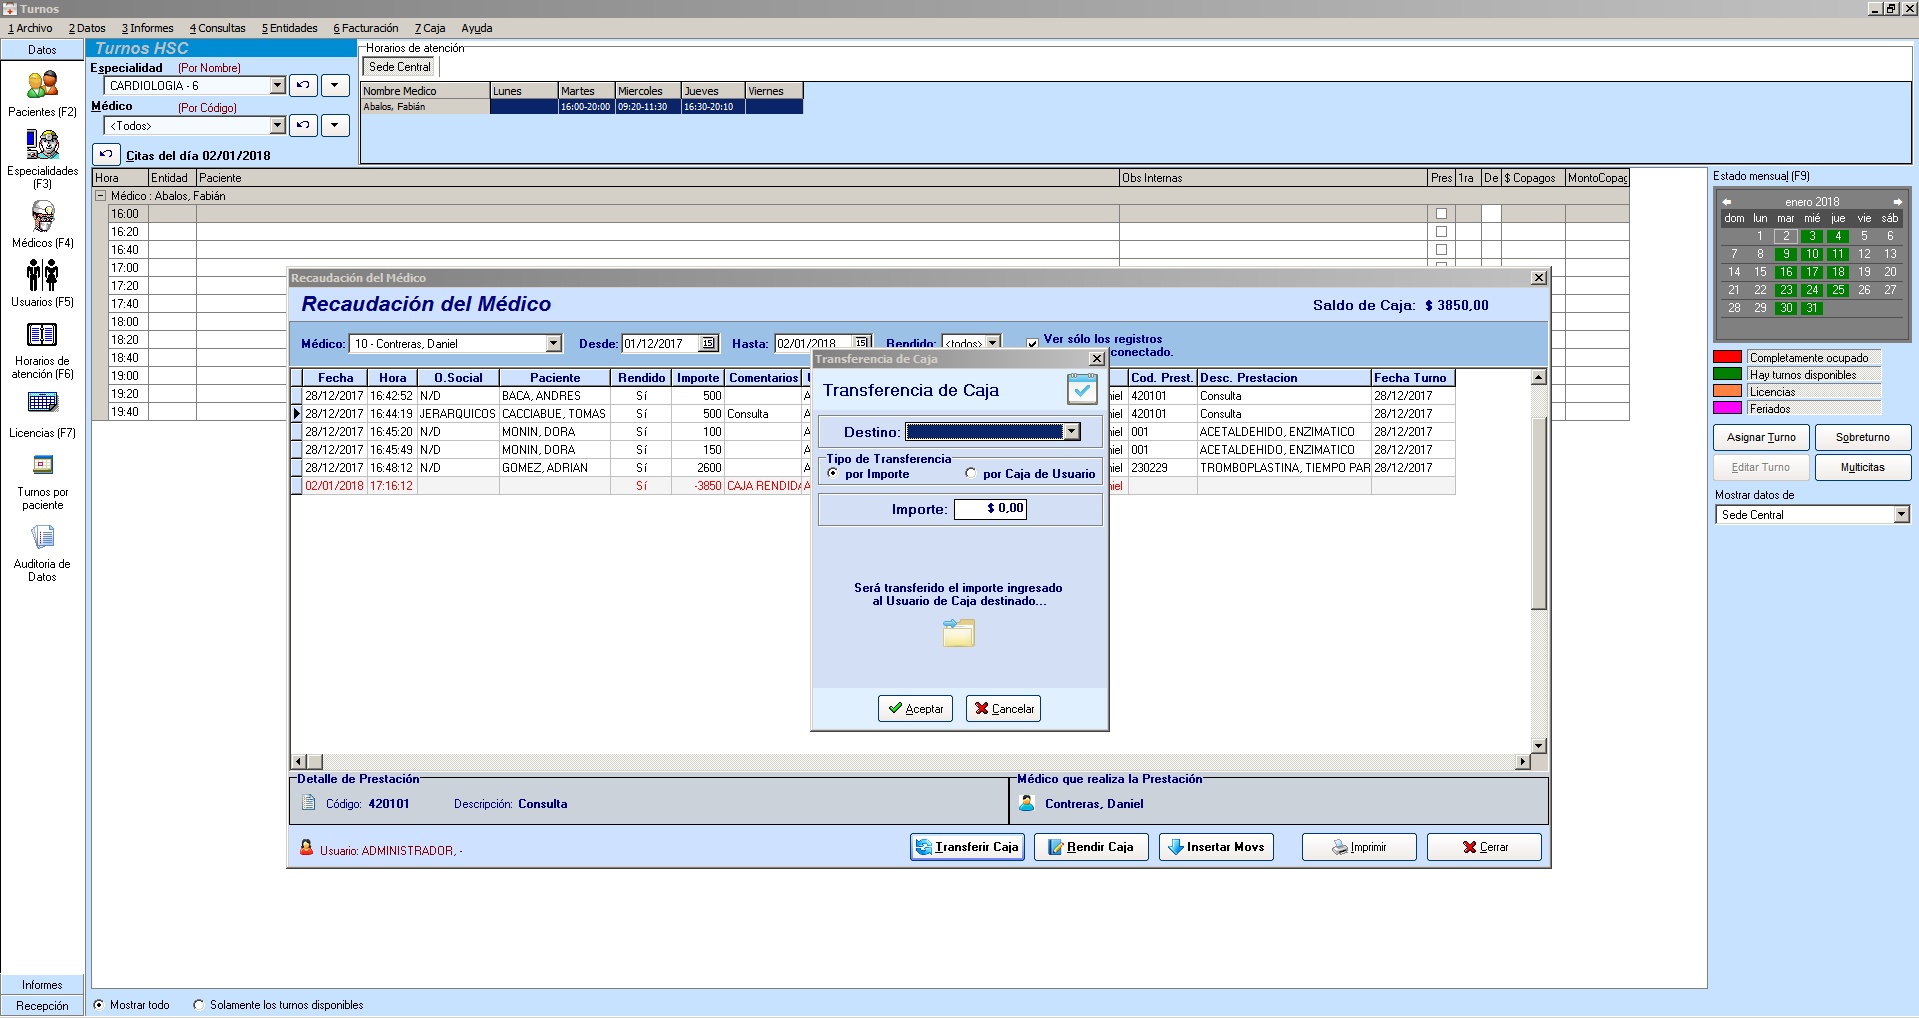 Turnos
1 Archivo 2 Datos 3 Informes 4 Consultas 5 Entidades 6 Facturación 7 Caja Ayuda
Datos
Pacientes (F2)
Especialidades
(F3)
Médicos (F4)
Usuarios (F5)
Horarios de
atención (F6)
Licencias (F7)
Turnos por
paciente
Auditoria de
Datos
Informes
Recepción
Turnos HSC
Especialidad (Por Nombre)
CARDIOLOGIA - 6
Médico (Por Código)
<Todos>
Citas del día 02/01/2018
Horarios de atención
Sede Central
Nombre Medico Lunes Martes Miercoles Jueves Viernes
Abalos, Fabián 16:00-20:00 09:20-11:30 16:30-20:10
Hora Entidad Paciente Obs Internas Pres 1ra De $ Copagos MontoCopag
Médico : Abalos, Fabián
16:00
16:20
16:40
17:00
17:20
17:40
18:00
18:20
18:40
19:00
19:20
19:40
Recaudación del Médico
Recaudación del Médico Saldo de Caja: $ 3850,00
Médico: 10 - Contreras, Daniel Desde: 01/12/2017 15 Hasta: 02/01/2018 15 Rendido: <todos> Ver sólo los registros
conectado.
Fecha Hora O.Social Paciente Rendido Importe Comentarios Cod. Prest. Desc. Prestacion Fecha Turno
28/12/2017 16:42:52 N/D BACA, ANDRES Sí 500 A niel 420101 Consulta 28/12/2017
28/12/2017 16:44:19 JERARQUICOS CACCIABUE, TOMAS Sí 500 Consulta A niel 420101 Consulta 28/12/2017
28/12/2017 16:45:20 N/D MONIN, DORA Sí 100 A niel 001 ACETALDEHIDO, ENZIMATICO 28/12/2017
28/12/2017 16:45:49 N/D MONIN, DORA Sí 150 A niel 001 ACETALDEHIDO, ENZIMATICO 28/12/2017
28/12/2017 16:48:12 N/D GOMEZ, ADRIAN Sí 2600 A niel 230229 TROMBOPLASTINA, TIEMPO PAR 28/12/2017
02/01/2018 17:16:12 Sí -3850 CAJA RENDIDA A niel
Transferencia de Caja
Transferencia de Caja
Destino:
Tipo de Transferencia
por Importe por Caja de Usuario
Importe: $ 0,00
Será transferido el importe ingresado
al Usuario de Caja destinado...
Aceptar Cancelar
Detalle de Prestación
Código: 420101 Descripción: Consulta
Médico que realiza la Prestación
Contreras, Daniel
Usuario: ADMINISTRADOR, -
Transferir Caja Rendir Caja Insertar Movs Imprimir Cerrar
Mostrar todo Solamente los turnos disponibles
Estado mensual (F9)
enero 2018
dom lun mar mié jue vie sáb
1 2 3 4 5 6
7 8 9 10 11 12 13
14 15 16 17 18 19 20
21 22 23 24 25 26 27
28 29 30 31
Completamente ocupado
Hay turnos disponibles
Licencias
Feriados
Asignar Turno Sobreturno
Editar Turno Multicitas
Mostrar datos de
Sede Central